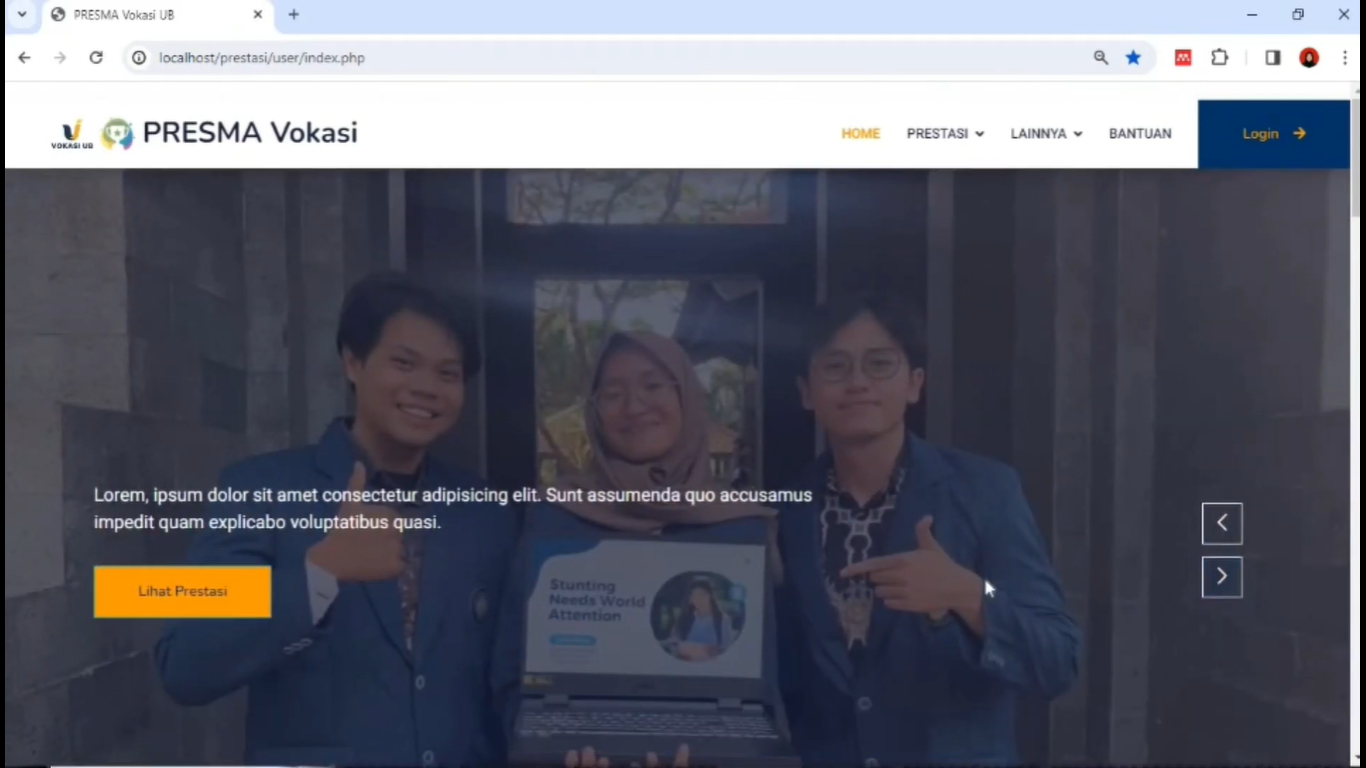 PRESMA Vokasi UB
localhost/prestasi/user/index.php
VOKASI UB
PRESMA Vokasi
HOME PRESTASI LAINNYA BANTUAN Login
Lorem, ipsum dolor sit amet consectetur adipisicing elit. Sunt assumenda quo accusamus
impedit quam explicabo voluptatibus quasi.
Lihat Prestasi
Stunting
Needs World
Attention